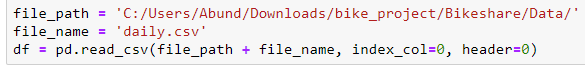 file_path = 'C:/Users/Abund/Downloads/bike_project/Bikeshare/Data/'
file_name = 'daily.csv'
df = pd.read_csv(file_path + file_name, index_col=0, header=0)